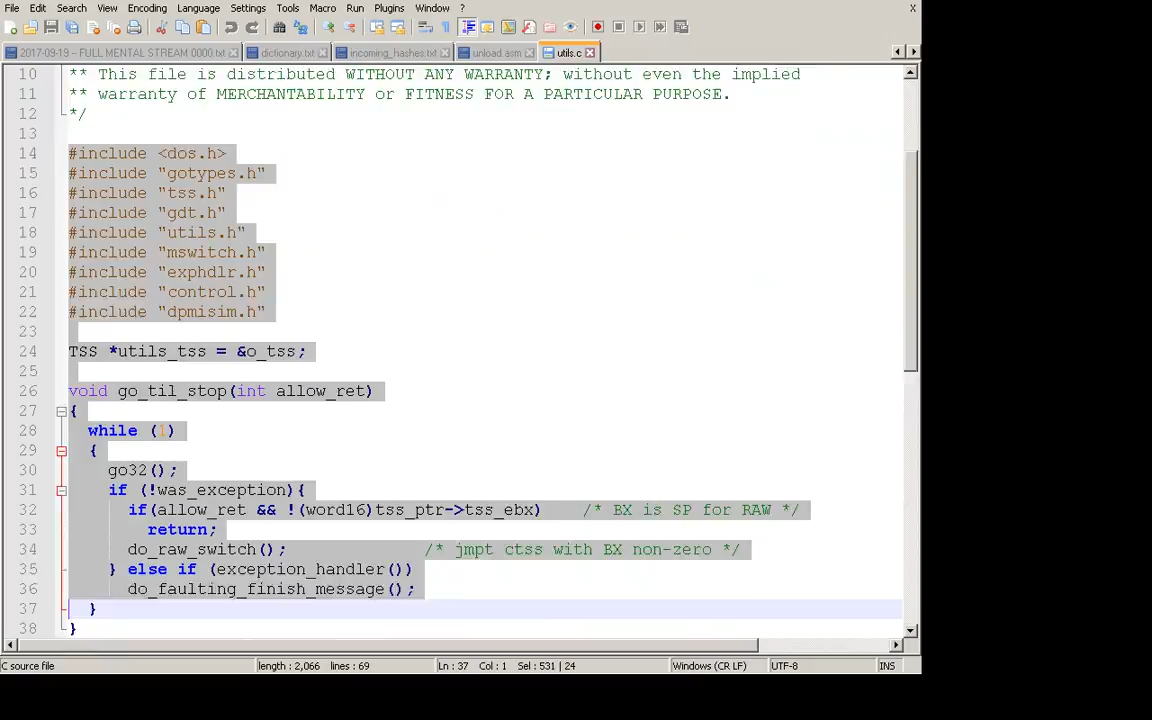 File Edit Search View Encoding Language Settings Tools Macro Run Plugins Window ? X
2017-09-19 – FULL MENTAL STREAM 0000.txt dictionary.txt incoming_hashes.txt unload.asm utils.c
10 ** This file is distributed WITHOUT ANY WARRANTY; without even the implied
11 ** warranty of MERCHANTABILITY or FITNESS FOR A PARTICULAR PURPOSE.
12 */
13
14 #include <dos.h>
15 #include "gotypes.h"
16 #include "tss.h"
17 #include "gdt.h"
18 #include "utils.h"
19 #include "mswitch.h"
20 #include "exphdlr.h"
21 #include "control.h"
22 #include "dpmisim.h"
23
24 TSS *utils_tss = &o_tss;
25
26 void go_til_stop(int allow_ret)
27 {
28 while (1)
29 {
30 go32();
31 if (!was_exception){
32 if(allow_ret && !(word16)tss_ptr->tss_ebx) /* BX is SP for RAW */
33 return;
34 do_raw_switch(); /* jmpt ctss with BX non-zero */
35 } else if (exception_handler())
36 do_faulting_finish_message();
37 }
38 }
C source file length : 2,066 lines : 69 Ln : 37 Col : 1 Sel : 531 | 24 Windows (CR LF) UTF-8 INS